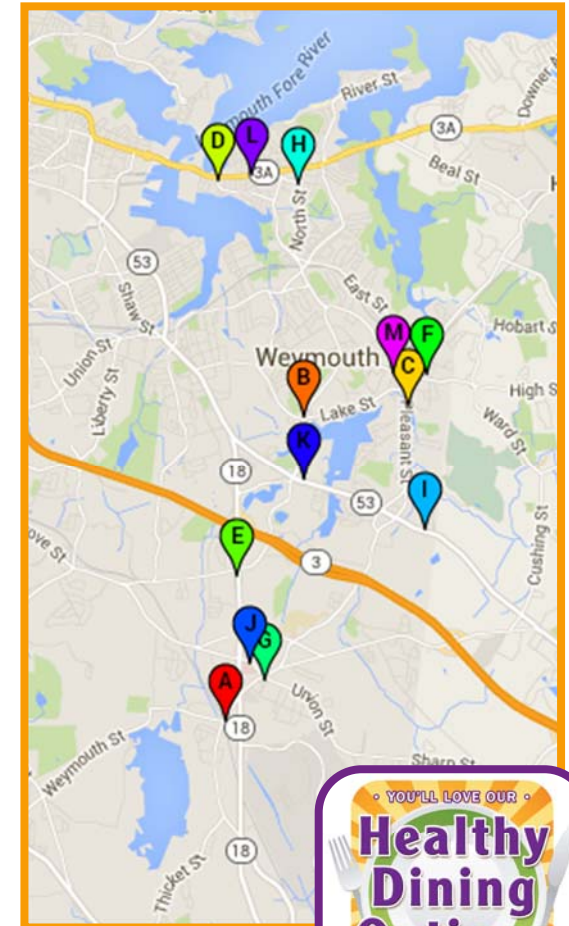 River
mouth Fore
River St
Downer A
3A
D
L
H
3A
Beal St
North St
53
Shaw St
East St
M
F
Hobart S
Union St
Weymouth
C
B
High S
Liberty St
Lake St
Pleasant St
Ward St
K
18
I
53
Cushing St
E
ove St
3
J
G
A
Union St
18
Weymouth St
Sharp St
18
Thicket St
• YOU'LL LOVE OUR •
Healthy
Dining